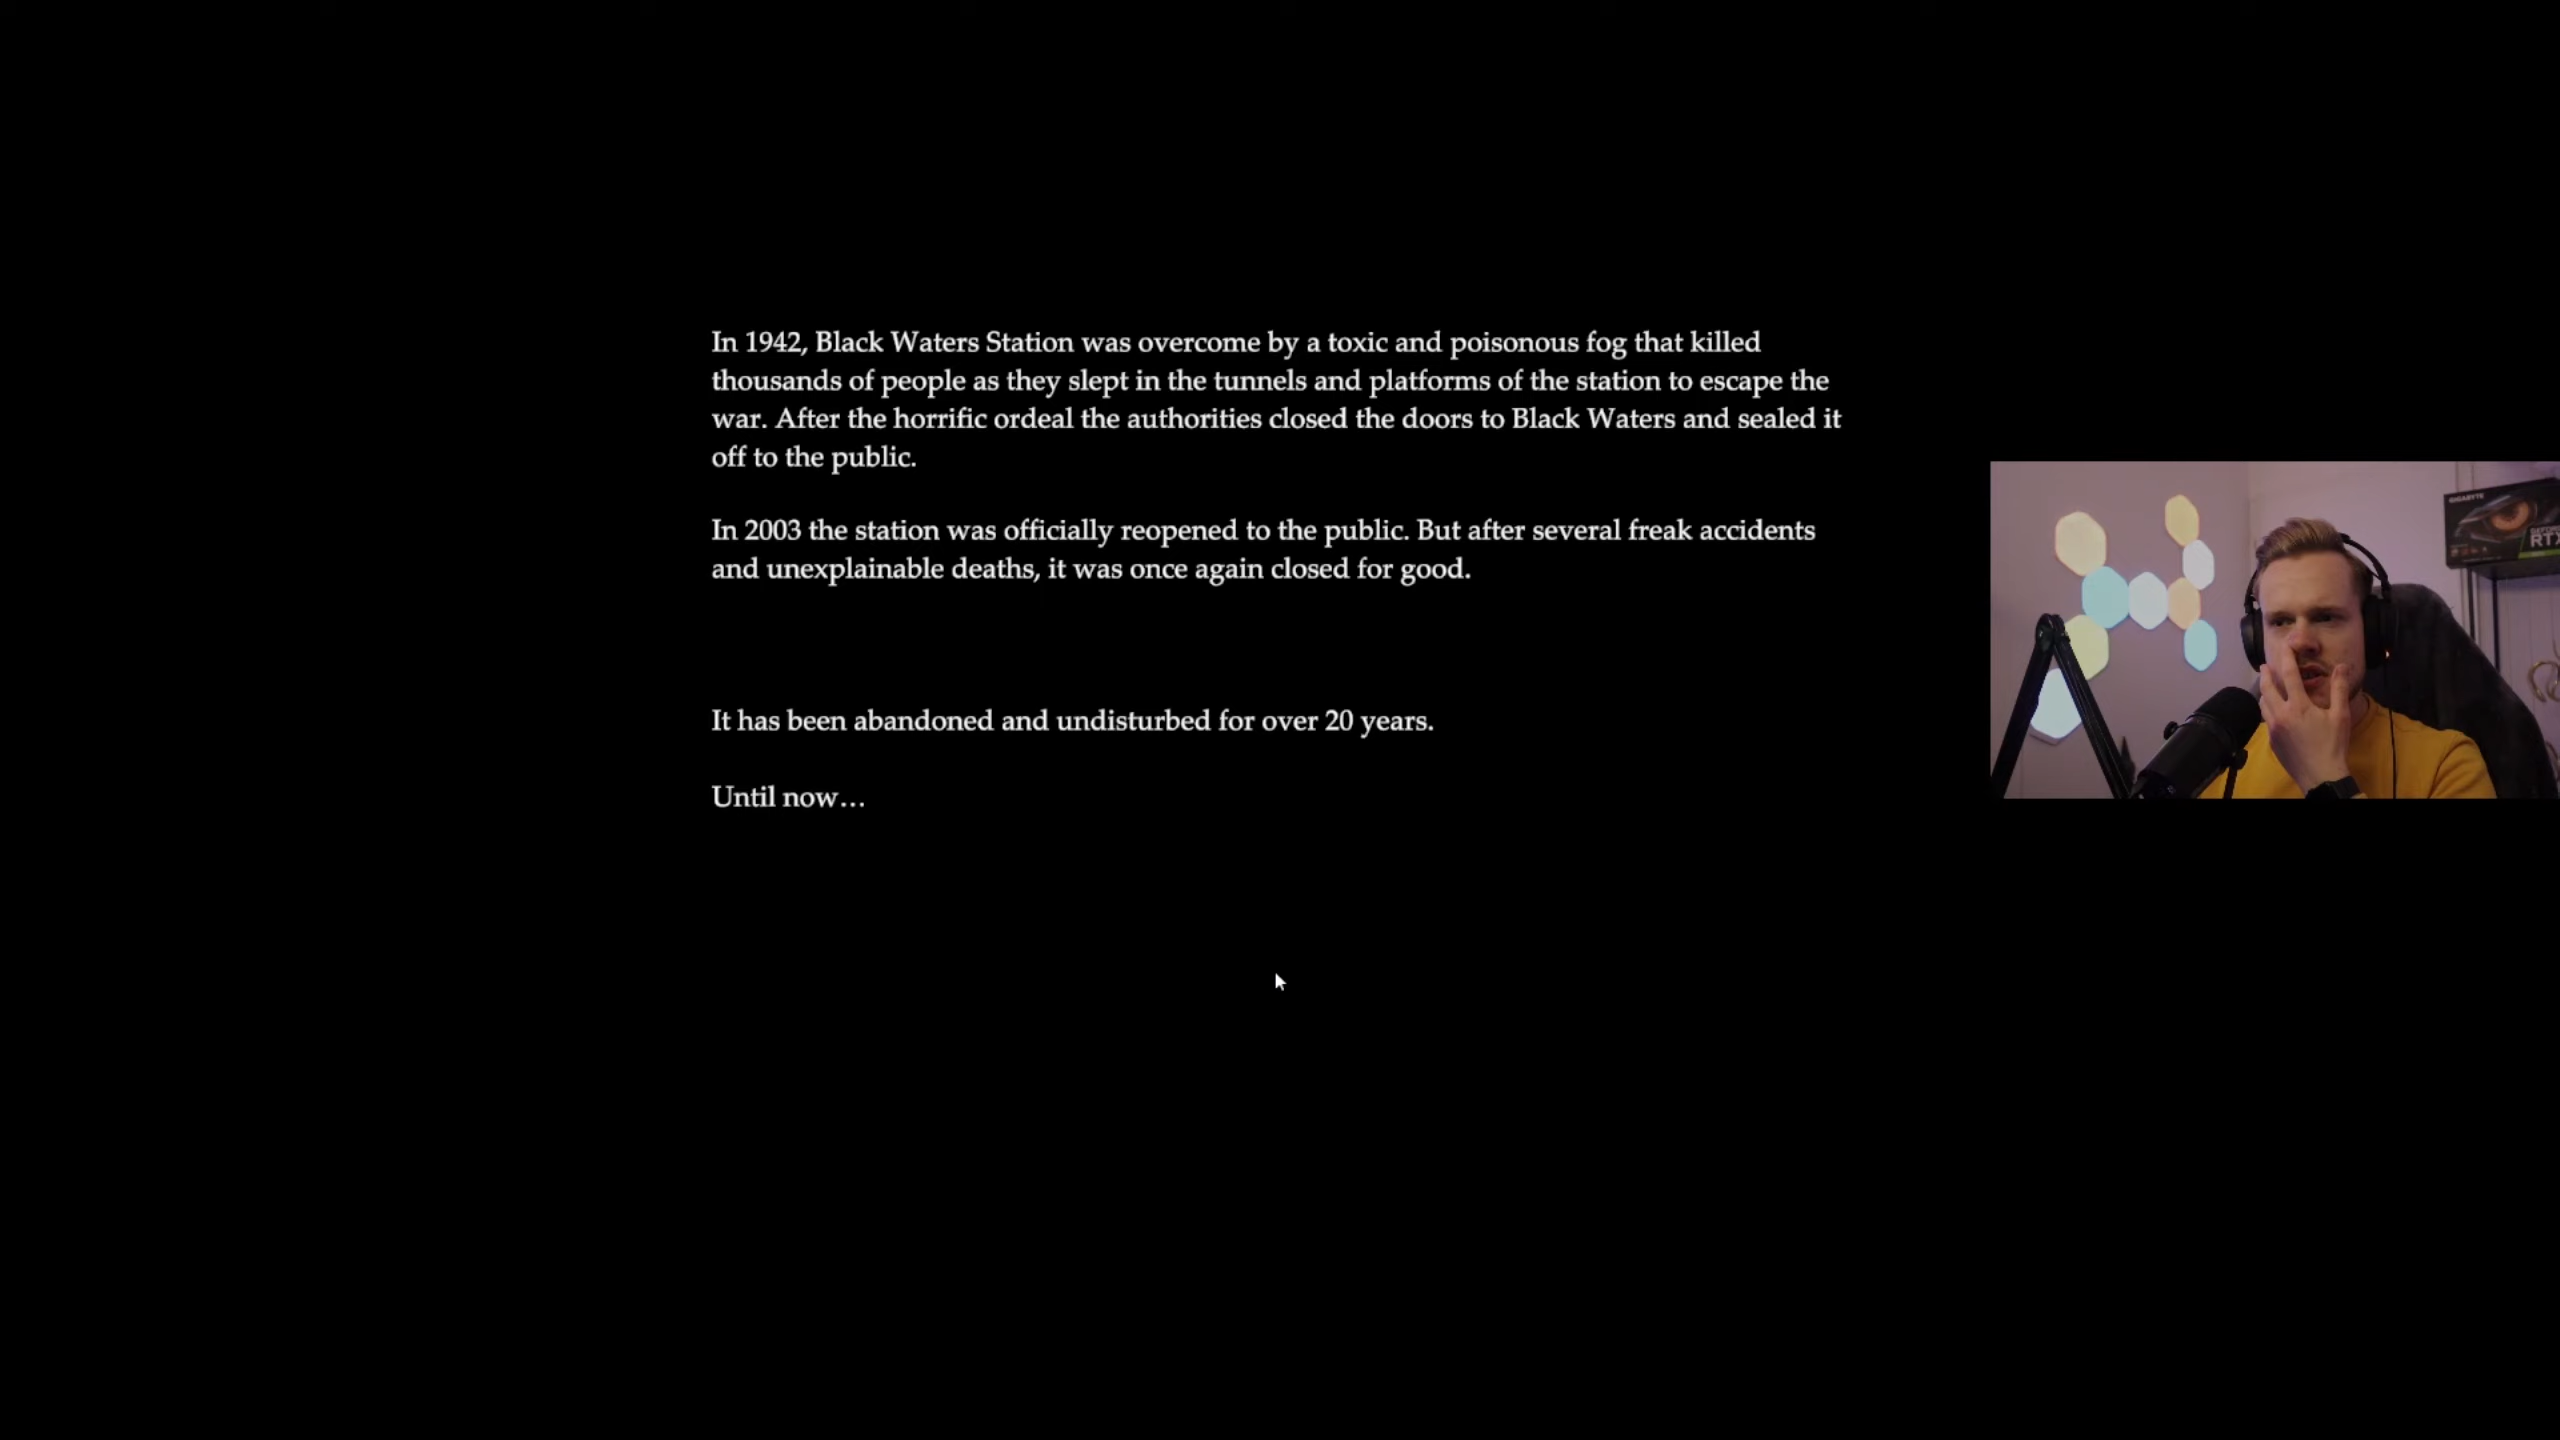 In 1942, Black Waters Station was overcome by a toxic and poisonous fog that killed
thousands of people as they slept in the tunnels and platforms of the station to escape the
war. After the horrific ordeal the authorities closed the doors to Black Waters and sealed it
off to the public.
In 2003 the station was officially reopened to the public. But after several freak accidents
and unexplainable deaths, it was once again closed for good.
It has been abandoned and undisturbed for over 20 years.
Until now…
GIGABYTE
RTX